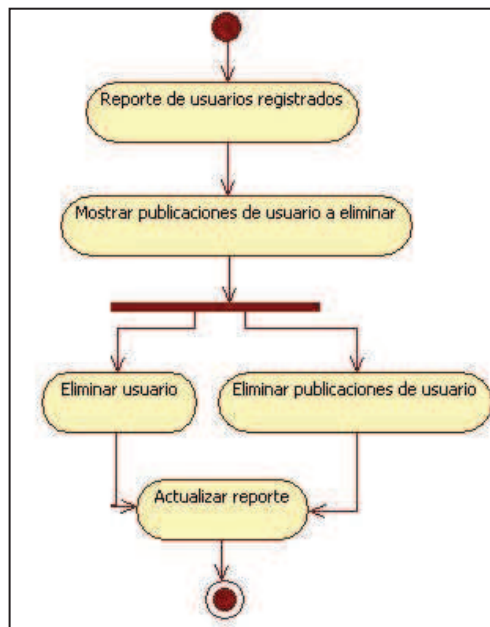 Reporte de usuarios registrados
Mostrar publicaciones de usuario a eliminar
Eliminar usuario
Eliminar publicaciones de usuario
Actualizar reporte